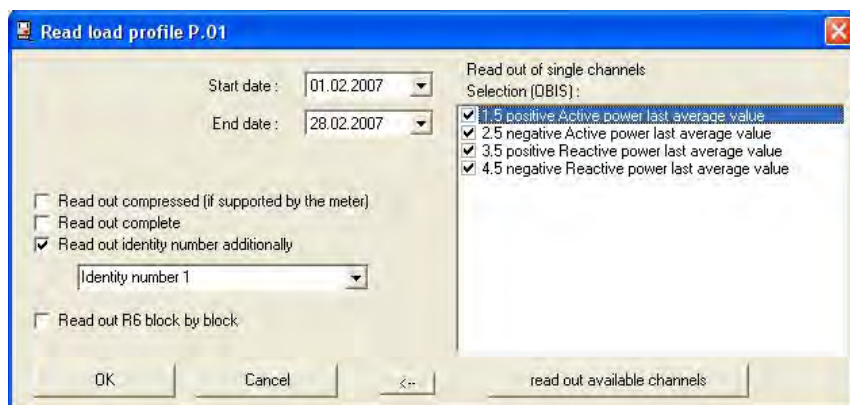 Read load profile P.01
Start date : 01.02.2007
End date : 28.02.2007
Read out compressed (if supported by the meter)
Read out complete
Read out identity number additionally
Identity number 1
Read out R6 block by block
Read out of single channels
Selection (OBIS) :
1.5 positive Active power last average value
2.5 negative Active power last average value
3.5 positive Reactive power last average value
4.5 negative Reactive power last average value
OK
Cancel
<--
read out available channels